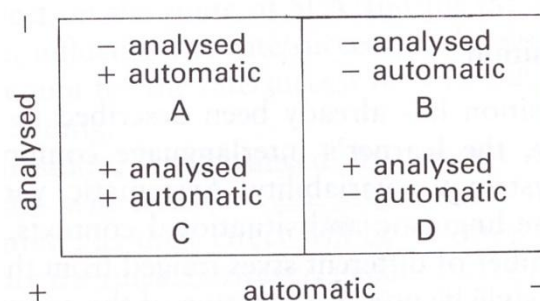 −
− analysed
+ automatic
A
− analysed
− automatic
B
analysed
+ analysed
+ automatic
C
+ analysed
− automatic
D
+
automatic
−